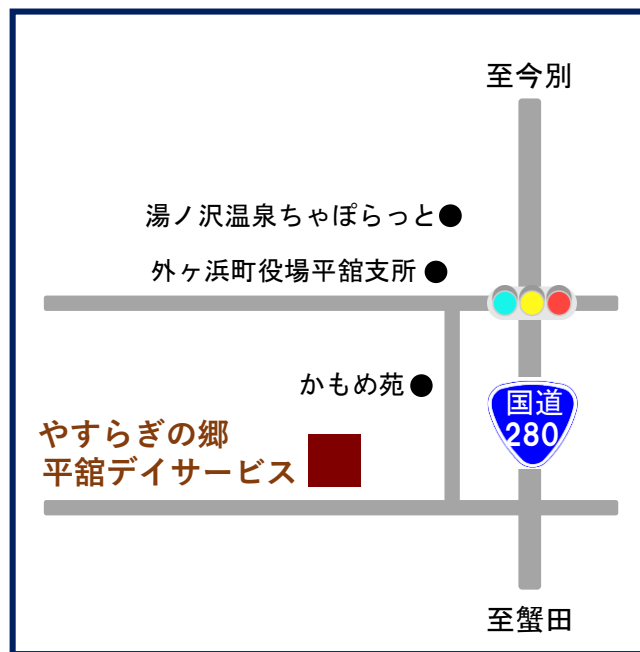 至今別
湯ノ沢温泉ちゃぽらっと
外ヶ浜町役場平舘支所
かもめ苑
国道
280
やすらぎの郷
平舘デイサービス
至蟹田